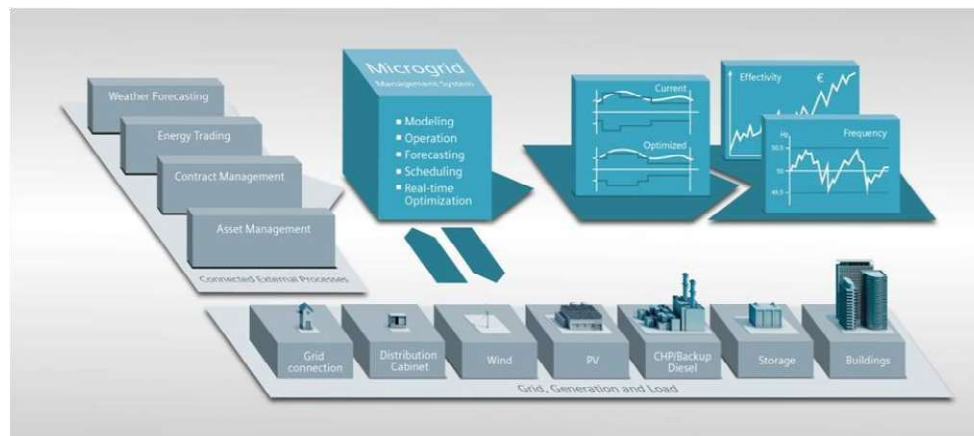 Weather Forecasting
Energy Trading
Contract Management
Asset Management
Connected External Processes
Microgrid
Management System
■ Modeling
■ Operation
■ Forecasting
■ Scheduling
■ Real-time
Optimization
Current
Optimized
Effectivity €
Hz Frequency
50.5
50
49.5
Grid
connection
Distribution
Cabinet
Wind
PV
CHP/Backup
Diesel
Storage
Buildings
Grid, Generation and Load